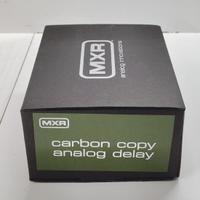 MXR
analog innovations
MXR
carbon copy
analog delay